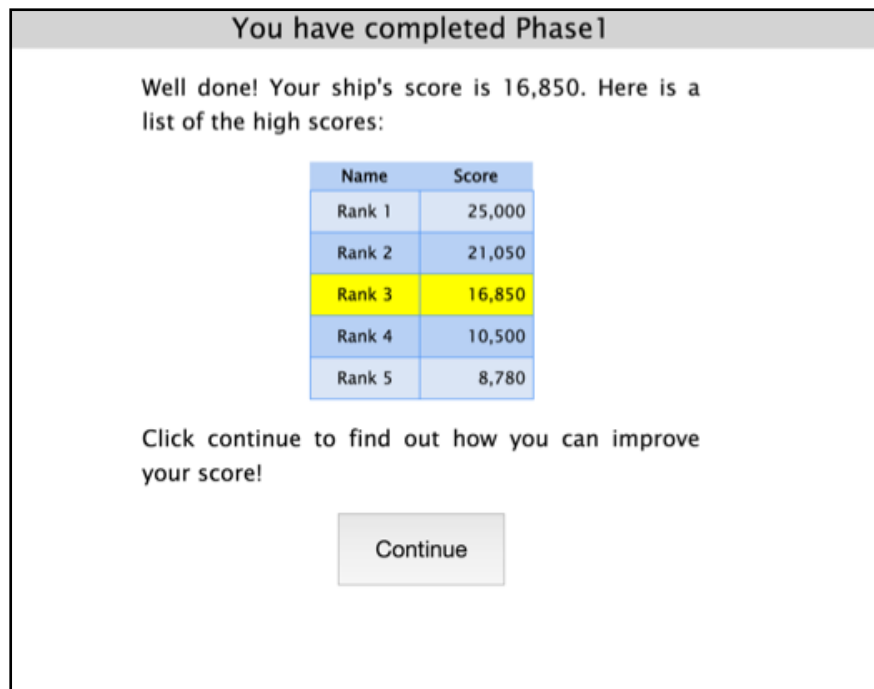 You have completed Phase1
Well done! Your ship's score is 16,850. Here is a
list of the high scores:
Name Score
Rank 1 25,000
Rank 2 21,050
Rank 3 16,850
Rank 4 10,500
Rank 5 8,780
Click continue to find out how you can improve
your score!
Continue